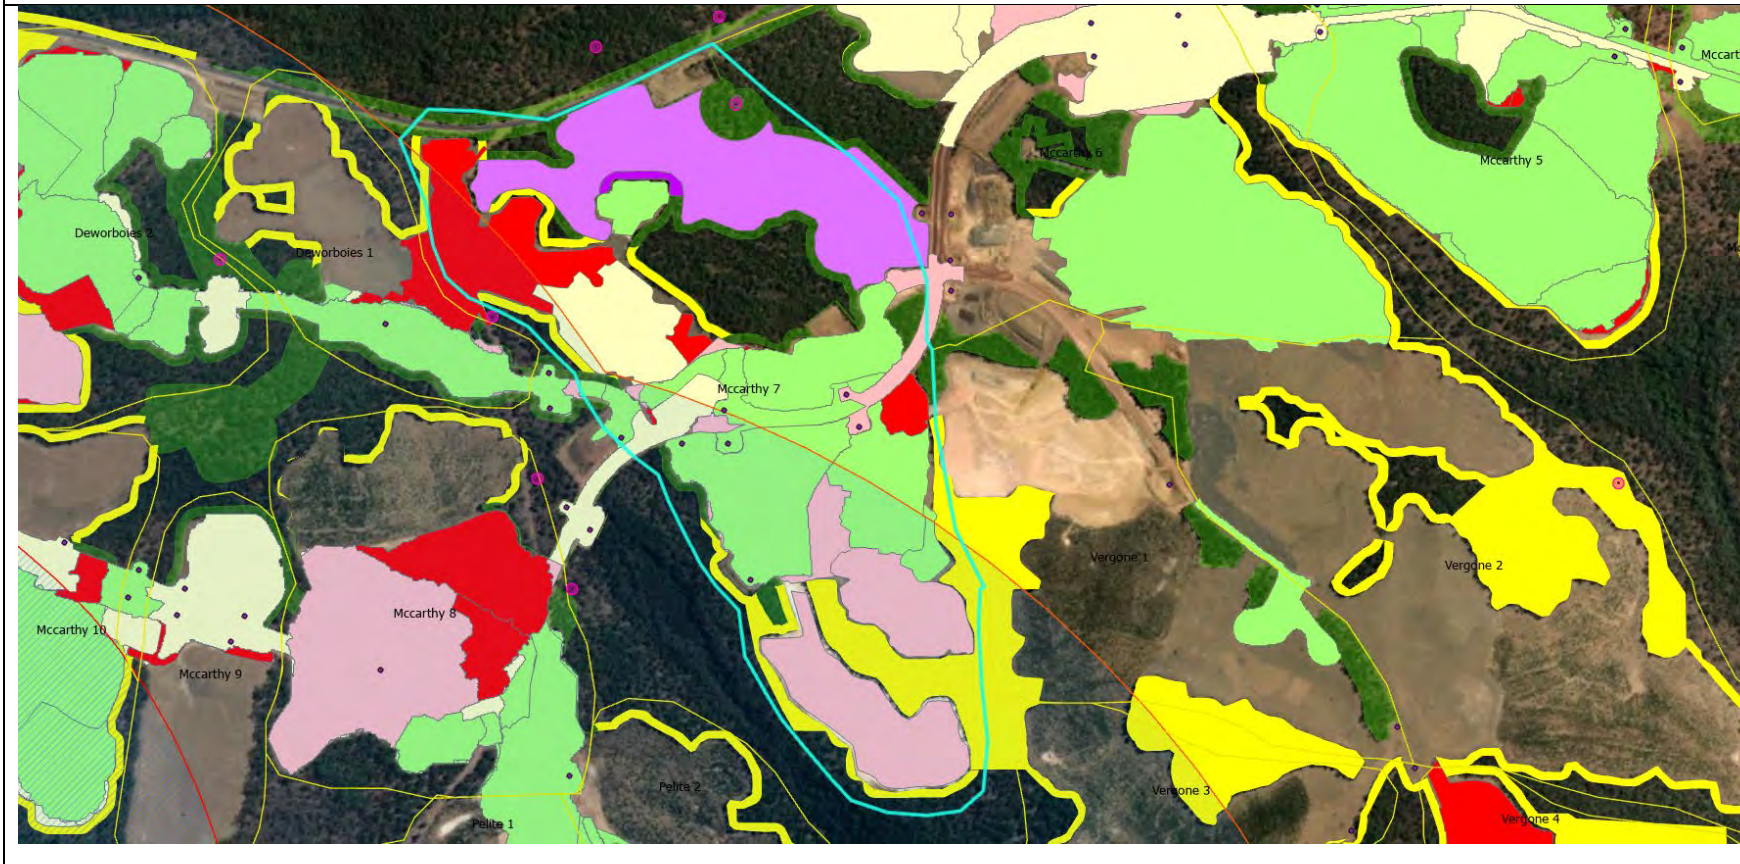 Mccart
Mccarthy 6
Mccarthy 5
Deworboies 2
Deworboies 1
Mccarthy 7
Vergone 1
Vergone 2
Mccarthy 8
Mccarthy 10
Mccarthy 9
Pelite 2
Vergone 3
Pelite 1
Vergone 4